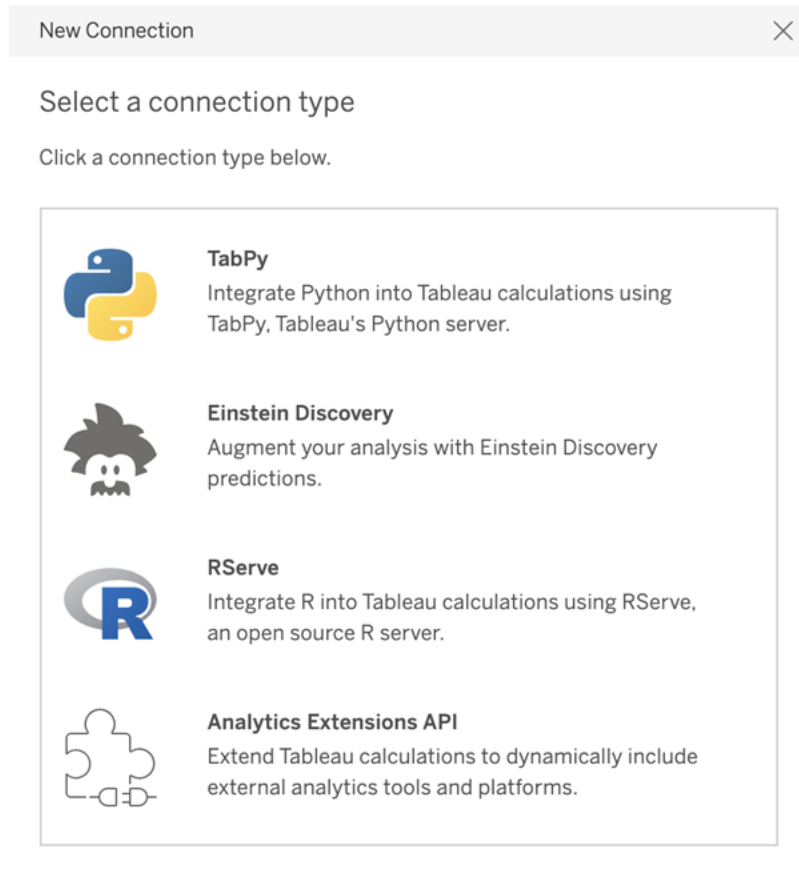 New Connection
Select a connection type
Click a connection type below.
TabPy
Integrate Python into Tableau calculations using
TabPy, Tableau's Python server.
Einstein Discovery
Augment your analysis with Einstein Discovery
predictions.
R
RServe
Integrate R into Tableau calculations using RServe,
an open source R server.
Analytics Extensions API
Extend Tableau calculations to dynamically include
external analytics tools and platforms.